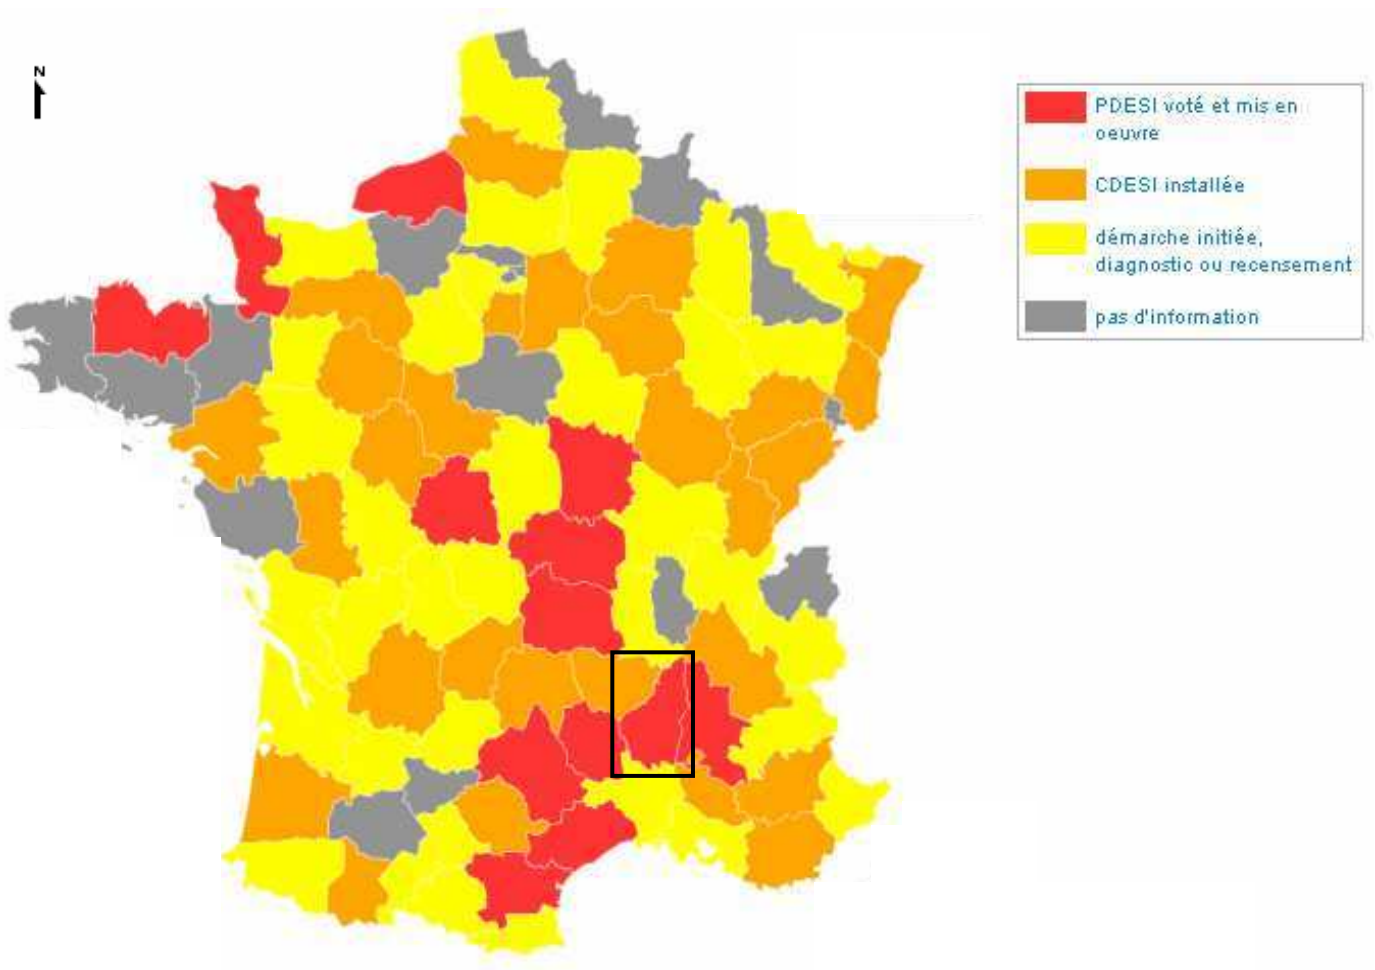 N
PDESI voté et mis en
oeuvre
CDESI installée
démarche initiée,
diagnostic ou recensement
pas d'information